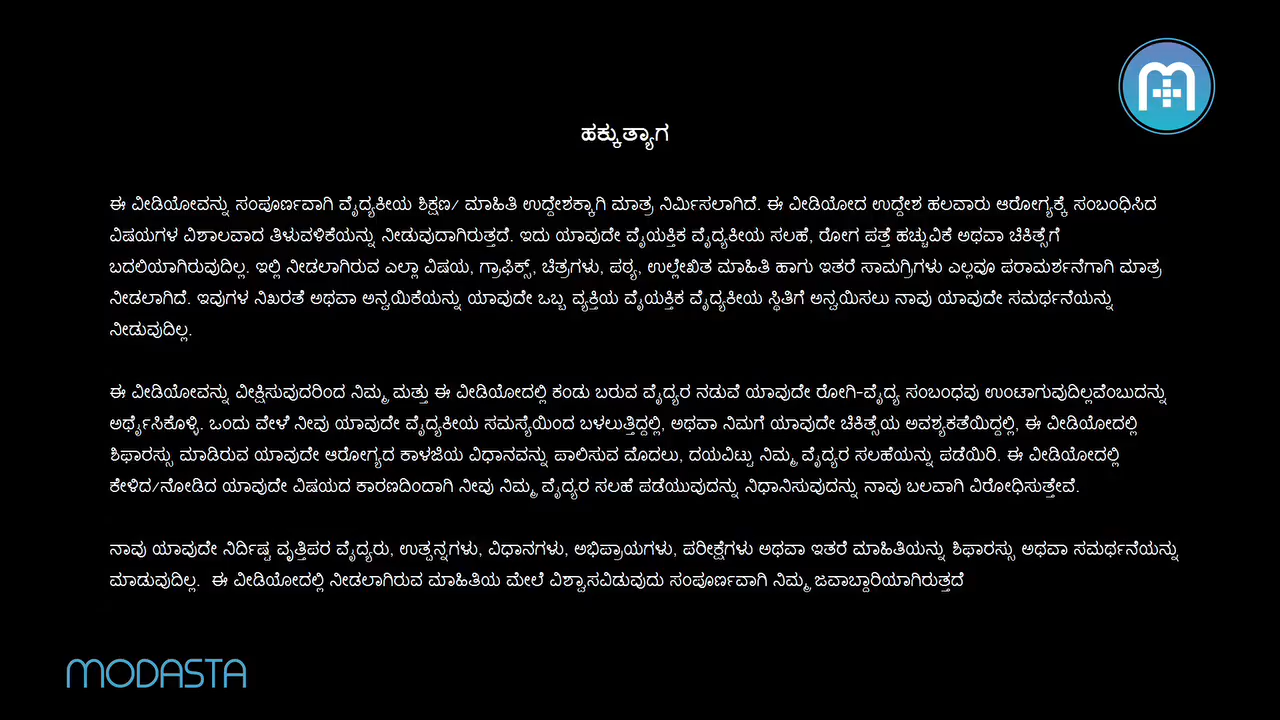 ಹಕ್ಕುತ್ಯಾಗ
ಈ ವೀಡಿಯೋವನ್ನು ಸಂಪೂರ್ಣವಾಗಿ ವೈದ್ಯಕೀಯ ಶಿಕ್ಷಣ/ ಮಾಹಿತಿ ಉದ್ದೇಶಕ್ಕಾಗಿ ಮಾತ್ರ ನಿರ್ಮಿಸಲಾಗಿದೆ. ಈ ವೀಡಿಯೋದ ಉದ್ದೇಶ ಹಲವಾರು ಆರೋಗ್ಯಕ್ಕೆ ಸಂಬಂಧಿಸಿದ
ವಿಷಯಗಳ ವಿಶಾಲವಾದ ತಿಳುವಳಿಕೆಯನ್ನು ನೀಡುವುದಾಗಿರುತ್ತದೆ. ಇದು ಯಾವುದೇ ವೈಯಕ್ತಿಕ ವೈದ್ಯಕೀಯ ಸಲಹೆ, ರೋಗ ಪತ್ತೆ ಹಚ್ಚುವಿಕೆ ಅಥವಾ ಚಿಕಿತ್ಸೆಗೆ
ಬದಲಿಯಾಗಿರುವುದಿಲ್ಲ. ಇಲ್ಲಿ ನೀಡಲಾಗಿರುವ ಎಲ್ಲಾ ವಿಷಯ, ಗ್ರಾಫಿಕ್ಸ್, ಚಿತ್ರಗಳು, ಪಠ್ಯ, ಉಲ್ಲೇಖಿತ ಮಾಹಿತಿ ಹಾಗು ಇತರೆ ಸಾಮಗ್ರಿಗಳು ಎಲ್ಲವೂ ಪರಾಮರ್ಶನೆಗಾಗಿ ಮಾತ್ರ
ನೀಡಲಾಗಿದೆ. ಇವುಗಳ ನಿಖರತೆ ಅಥವಾ ಅನ್ವಯಿಕೆಯನ್ನು ಯಾವುದೇ ಒಬ್ಬ ವ್ಯಕ್ತಿಯ ವೈಯಕ್ತಿಕ ವೈದ್ಯಕೀಯ ಸ್ಥಿತಿಗೆ ಅನ್ವಯಿಸಲು ನಾವು ಯಾವುದೇ ಸಮರ್ಥನೆಯನ್ನು
ನೀಡುವುದಿಲ್ಲ.
ಈ ವೀಡಿಯೋವನ್ನು ವೀಕ್ಷಿಸುವುದರಿಂದ ನಿಮ್ಮ ಮತ್ತು ಈ ವೀಡಿಯೋದಲ್ಲಿ ಕಂಡು ಬರುವ ವೈದ್ಯರ ನಡುವೆ ಯಾವುದೇ ರೋಗಿ-ವೈದ್ಯ ಸಂಬಂಧವು ಉಂಟಾಗುವುದಿಲ್ಲವೆಂಬುದನ್ನು
ಅರ್ಥೈಸಿಕೊಳ್ಳಿ. ಒಂದು ವೇಳೆ ನೀವು ಯಾವುದೇ ವೈದ್ಯಕೀಯ ಸಮಸ್ಯೆಯಿಂದ ಬಳಲುತ್ತಿದ್ದಲ್ಲಿ, ಅಥವಾ ನಿಮಗೆ ಯಾವುದೇ ಚಿಕಿತ್ಸೆಯ ಅವಶ್ಯಕತೆಯಿದ್ದಲ್ಲಿ, ಈ ವೀಡಿಯೋದಲ್ಲಿ
ಶಿಫಾರಸ್ಸು ಮಾಡಿರುವ ಯಾವುದೇ ಆರೋಗ್ಯದ ಕಾಳಜಿಯ ವಿಧಾನವನ್ನು ಪಾಲಿಸುವ ಮೊದಲು, ದಯವಿಟ್ಟು ನಿಮ್ಮ ವೈದ್ಯರ ಸಲಹೆಯನ್ನು ಪಡೆಯಿರಿ. ಈ ವೀಡಿಯೋದಲ್ಲಿ
ಕೇಳಿದ/ನೋಡಿದ ಯಾವುದೇ ವಿಷಯದ ಕಾರಣದಿಂದಾಗಿ ನೀವು ನಿಮ್ಮ ವೈದ್ಯರ ಸಲಹೆ ಪಡೆಯುವುದನ್ನು ನಿಧಾನಿಸುವುದನ್ನು ನಾವು ಬಲವಾಗಿ ವಿರೋಧಿಸುತ್ತೇವೆ.
ನಾವು ಯಾವುದೇ ನಿರ್ದಿಷ್ಟ ವೃತ್ತಿಪರ ವೈದ್ಯರು, ಉತ್ಪನ್ನಗಳು, ವಿಧಾನಗಳು, ಅಭಿಪ್ರಾಯಗಳು, ಪರೀಕ್ಷೆಗಳು ಅಥವಾ ಇತರೆ ಮಾಹಿತಿಯನ್ನು ಶಿಫಾರಸ್ಸು ಅಥವಾ ಸಮರ್ಥನೆಯನ್ನು
ಮಾಡುವುದಿಲ್ಲ. ಈ ವೀಡಿಯೋದಲ್ಲಿ ನೀಡಲಾಗಿರುವ ಮಾಹಿತಿಯ ಮೇಲೆ ವಿಶ್ವಾಸವಿಡುವುದು ಸಂಪೂರ್ಣವಾಗಿ ನಿಮ್ಮ ಜವಾಬ್ದಾರಿಯಾಗಿರುತ್ತದೆ
MODASTA